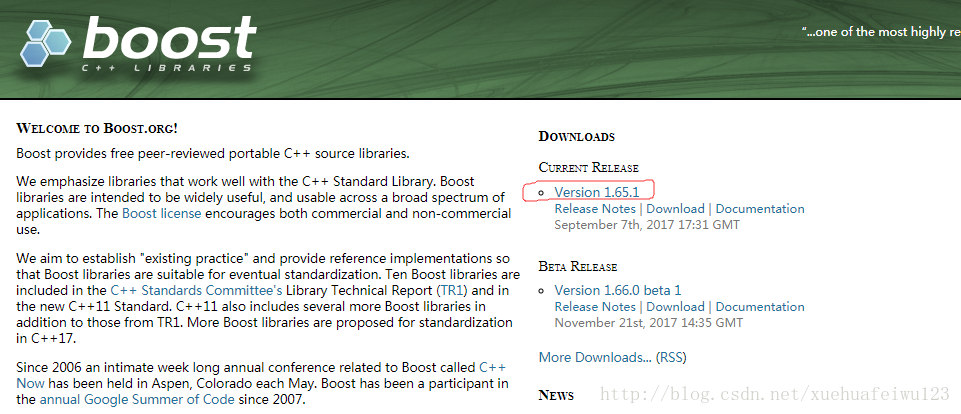 boost
C++ LIBRARIES
“...one of the most highly re
WELCOME TO BOOST.ORG!
Boost provides free peer-reviewed portable C++ source libraries.
We emphasize libraries that work well with the C++ Standard Library. Boost
libraries are intended to be widely useful, and usable across a broad spectrum of
applications. The Boost license encourages both commercial and non-commercial
use.
We aim to establish "existing practice" and provide reference implementations so
that Boost libraries are suitable for eventual standardization. Ten Boost libraries are
included in the C++ Standards Committee's Library Technical Report (TR1) and in
the new C++11 Standard. C++11 also includes several more Boost libraries in
addition to those from TR1. More Boost libraries are proposed for standardization
in C++17.
Since 2006 an intimate week long annual conference related to Boost called C++
Now has been held in Aspen, Colorado each May. Boost has been a participant in
the annual Google Summer of Code since 2007.
DOWNLOADS
CURRENT RELEASE
Version 1.65.1
Release Notes | Download | Documentation
September 7th, 2017 17:31 GMT
BETA RELEASE
Version 1.66.0 beta 1
Release Notes | Download | Documentation
November 21st, 2017 14:35 GMT
More Downloads... (RSS)
NEWS
http://blog.csdn.net/xuehuafeiwu123